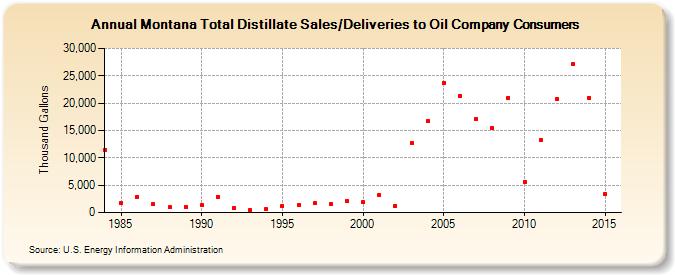 Annual Montana Total Distillate Sales/Deliveries to Oil Company Consumers
Thousand Gallons
30,000
25,000
20,000
15,000
10,000
5,000
0
1985 1990 1995 2000 2005 2010 2015
Source: U.S. Energy Information Administration